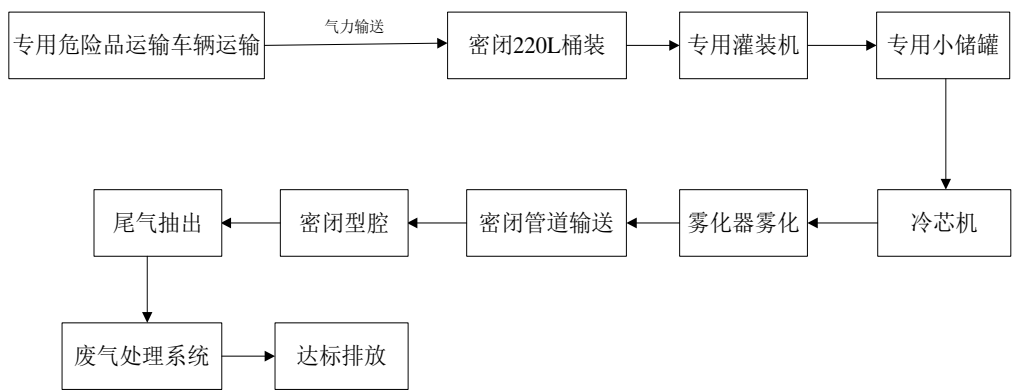 专用危险品运输车辆运输
气力输送
密闭220L桶装
专用灌装机
专用小储罐
冷芯机
雾化器雾化
密闭管道输送
密闭型腔
尾气抽出
废气处理系统
达标排放